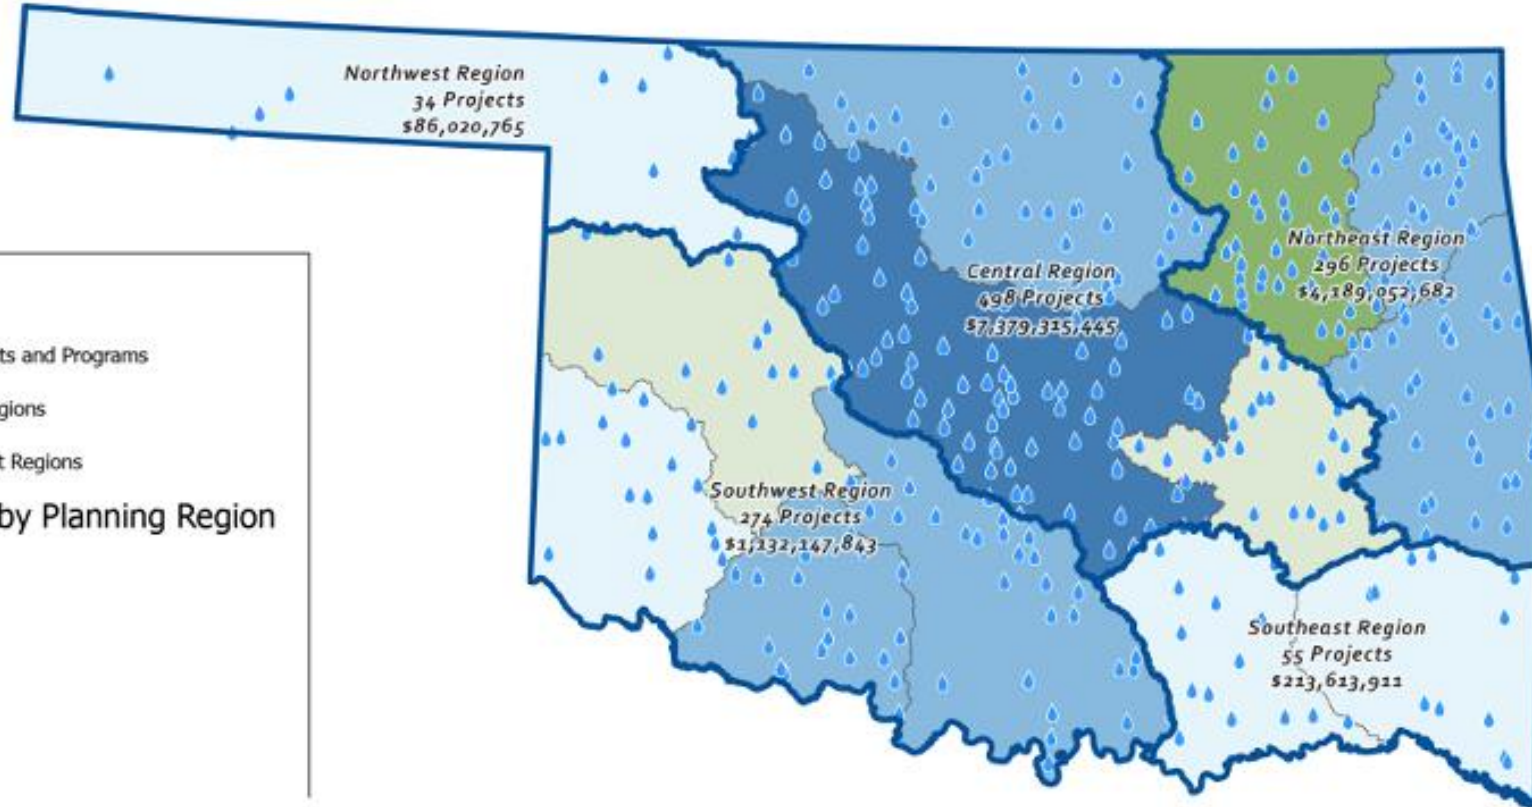 Northwest Region
34 Projects
$86,020,765
Central Region
498 Projects
$7,379,315,445
Northeast Region
296 Projects
$4,189,052,682
ts and Programs
gions
t Regions
by Planning Region
Southwest Region
274 Projects
$1,132,147,843
Southeast Region
55 Projects
$213,613,911